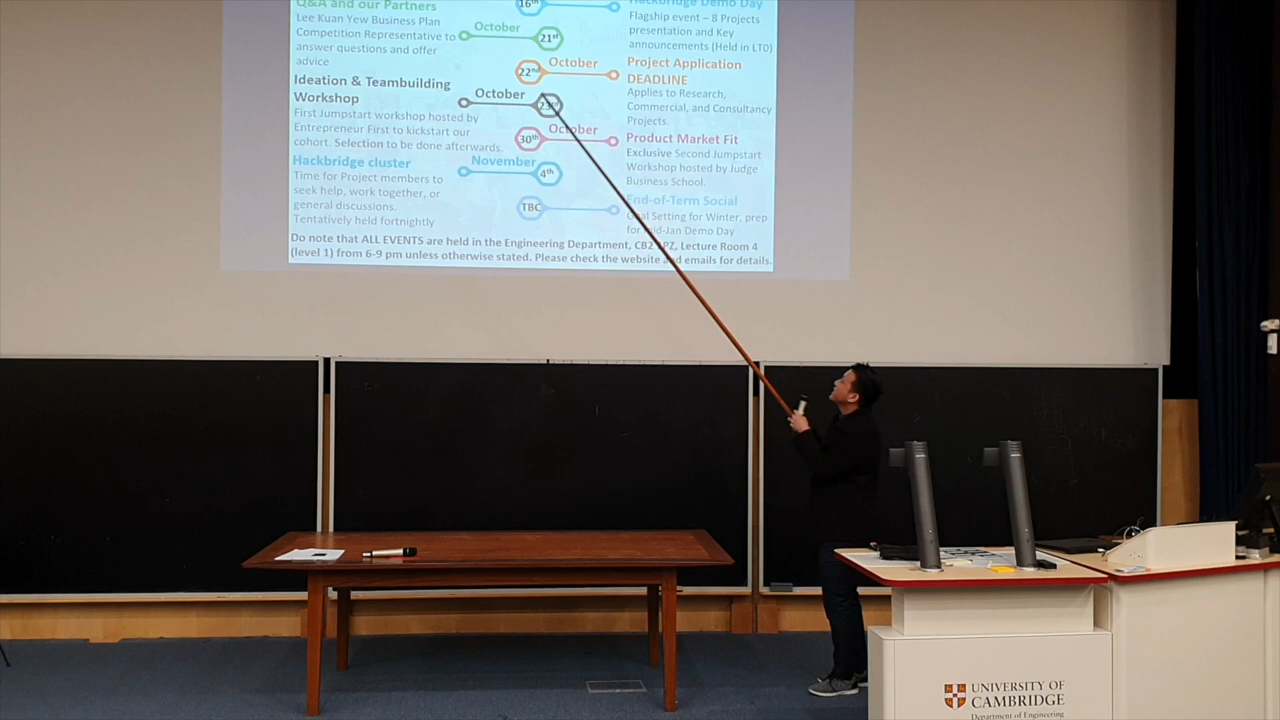 Q&A and our Partners
Lee Kuan Yew Business Plan
Competition Representative to
answer questions and offer
advice
October
21st
Ideation & Teambuilding
Workshop
October
23rd
First Jumpstart workshop hosted by
Entrepreneur First to kickstart our
cohort. Selection to be done afterwards.
Hackbridge cluster
November
4th
Time for Project members to
seek help, work together, or
general discussions.
Tentatively held fortnightly
16th
Hackbridge Demo Day
Flagship event – 8 Projects
presentation and Key
announcements (Held in LT0)
22nd
October
Project Application
DEADLINE
Applies to Research,
Commercial, and Consultancy
Projects.
30th
October
Product Market Fit
Exclusive Second Jumpstart
Workshop hosted by Judge
Business School.
TBC
End-of-Term Social
Goal Setting for Winter, prep
for mid-Jan Demo Day
Do note that ALL EVENTS are held in the Engineering Department, CB2 1PZ, Lecture Room 4
(level 1) from 6-9 pm unless otherwise stated. Please check the website and emails for details.
UNIVERSITY OF
CAMBRIDGE
Department of Engineering